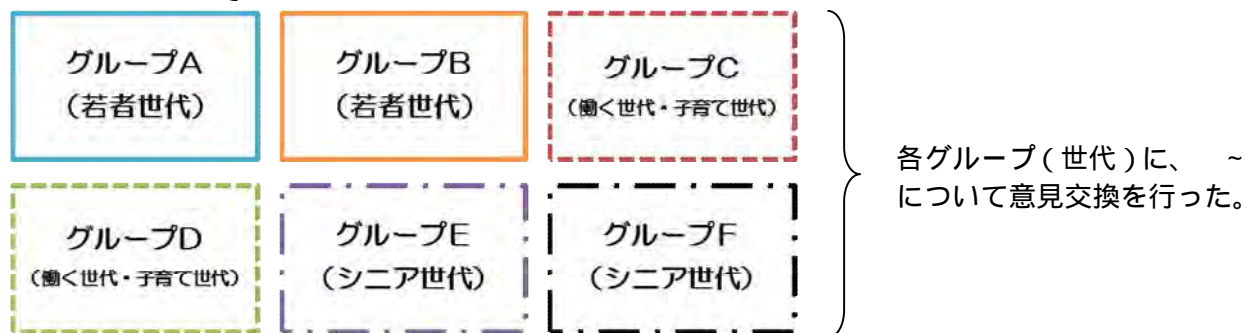 グループA
(若者世代)
グループB
(若者世代)
グループC
(働く世代・子育て世代)
グループD
(働く世代・子育て世代)
グループE
(シニア世代)
グループF
(シニア世代)
各グループ(世代)に、　~
について意見交換を行った。